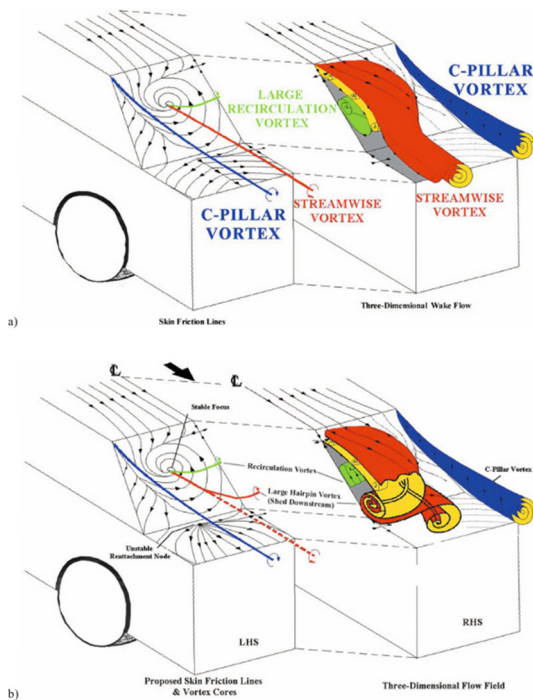 C-PILLAR
VORTEX
LARGE
RECIRCULATION
VORTEX
C-PILLAR
VORTEX
STREAMWISE
VORTEX
STREAMWISE
VORTEX
Three-Dimensional Wake Flow
a)
Skin Friction Lines
℄
℄
Stable Focus
Recirculation Vortex
C-Pillar Vortex
Large Hairpin Vortex
(Shed Downstream)
Unstable
Reattachment Node
LHS
RHS
b)
Proposed Skin Friction Lines
& Vortex Cores
Three-Dimensional Flow Field